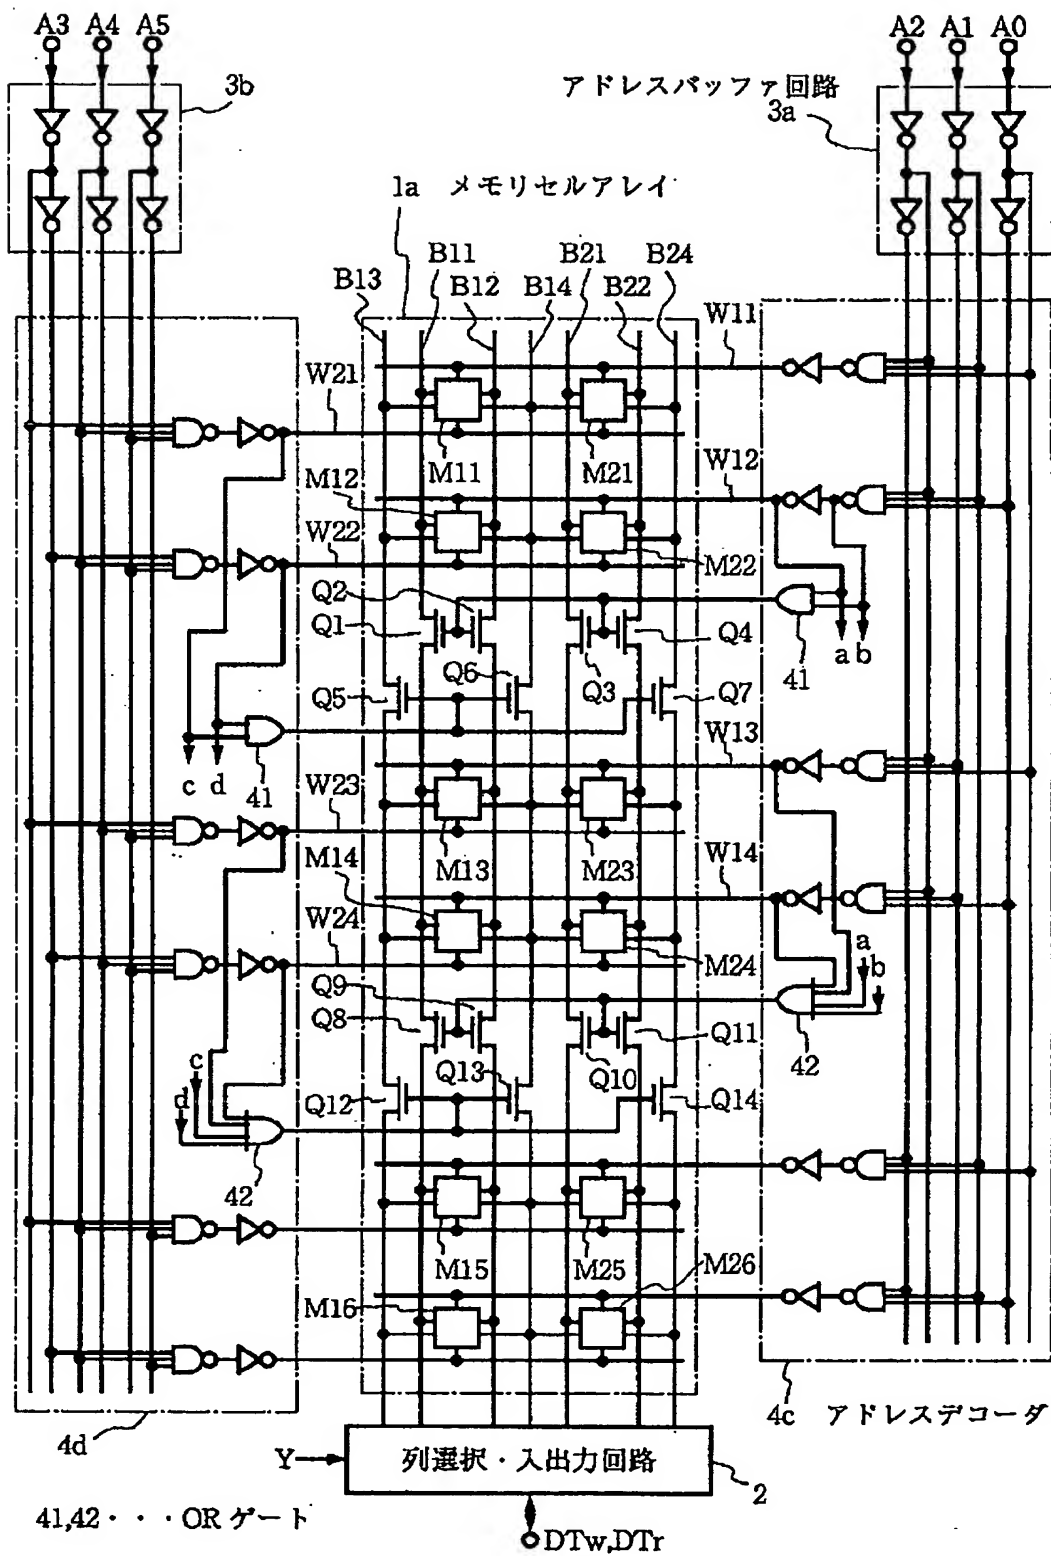 A3 A4 A5
A2 A1 A0
3b
アドレスバッファ回路
3a
1a メモリセルアレイ
B13 B11 B12 B14 B21 B22 B24
W11
W21
M11 M21
W12
M12
W22
M22
Q2
Q1
Q4
a b
41
Q6
Q5
Q3
Q7
W13
c d
41
W23
M13 M23
M14
W14
W24
M24
a
b
Q9
Q8
Q11
42
Q10
c
Q13
d
Q12
Q14
42
M15 M25
M26
M16
4c アドレスデコーダ
4d
Y
列選択・入出力回路
2
41,42・・・ORゲート
DTw,DTr